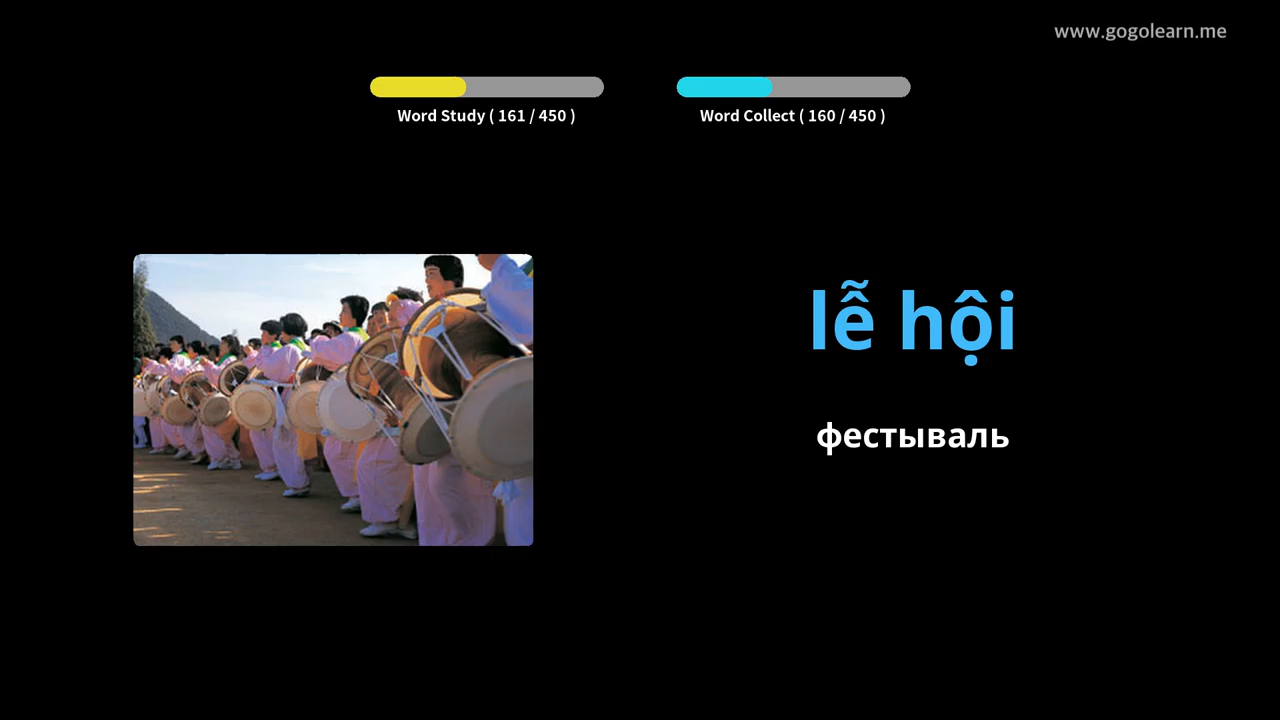 www.gogolearn.me
Word Study ( 161 / 450 )
Word Collect ( 160 / 450 )
lễ hội
фестываль